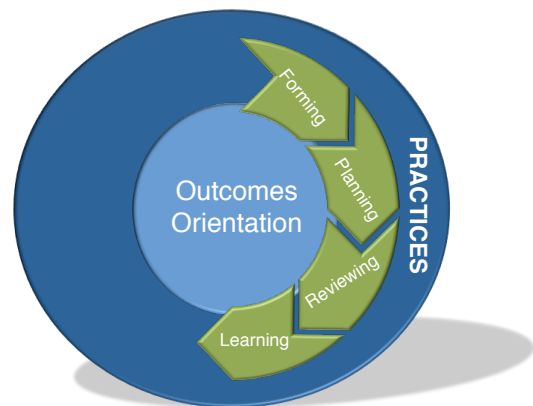 Forming
Planning
Reviewing
Learning
Outcomes
Orientation
PRACTICES